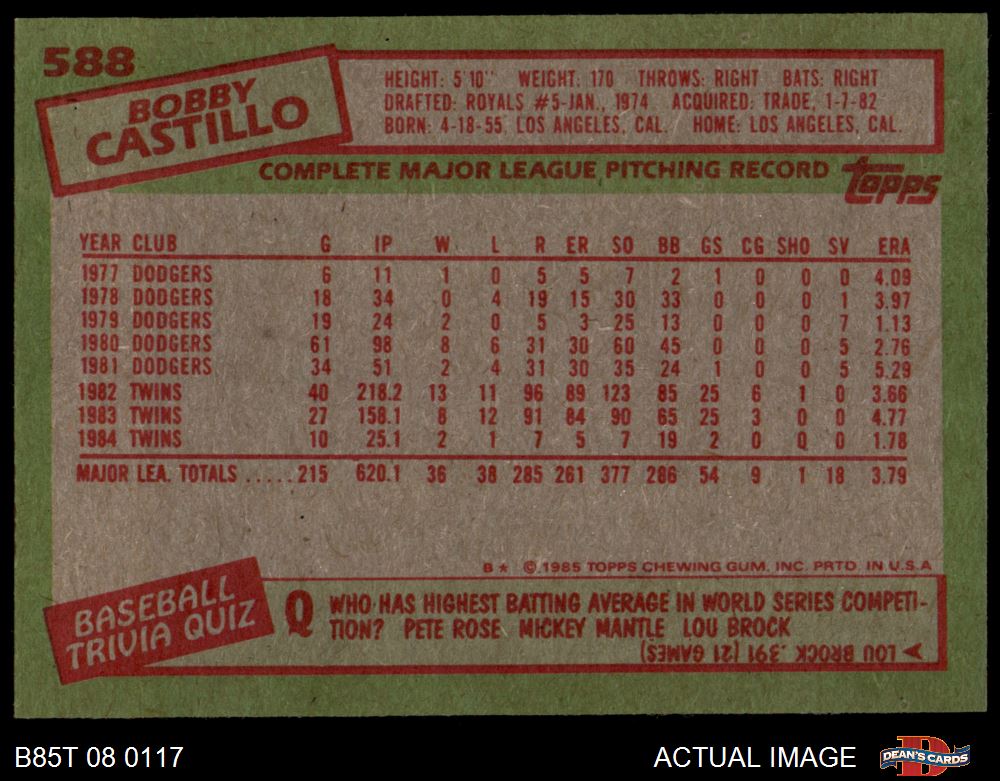 588
BOBBY
CASTILLO
HEIGHT: 5'10" WEIGHT: 170 THROWS: RIGHT BATS: RIGHT
DRAFTED: ROYALS #5-JAN., 1974 ACQUIRED: TRADE, 1-7-82
BORN: 4-18-55, LOS ANGELES, CAL. HOME: LOS ANGELES, CAL.
COMPLETE MAJOR LEAGUE PITCHING RECORD
topps
YEAR CLUB G IP W L R ER SO BB GS CG SHO SV ERA
1977 DODGERS 6 11 1 0 5 5 7 2 1 0 0 0 4.09
1978 DODGERS 18 34 0 4 19 15 30 33 0 0 0 1 3.97
1979 DODGERS 19 24 2 0 5 3 25 13 0 0 0 7 1.13
1980 DODGERS 61 98 8 6 31 30 60 45 0 0 0 5 2.76
1981 DODGERS 34 51 2 4 31 30 35 24 1 0 0 5 5.29
1982 TWINS 40 218.2 13 11 96 89 123 85 25 6 1 0 3.66
1983 TWINS 27 158.1 8 12 91 84 90 65 25 3 0 0 4.77
1984 TWINS 10 25.1 2 1 7 5 7 19 2 0 0 0 1.78
MAJOR LEA. TOTALS .....215 620.1 36 38 285 261 377 286 54 9 1 18 3.79
B* © 1985 TOPPS CHEWING GUM, INC. PRTD. IN U.S.A
BASEBALL
TRIVIA QUIZ
Q WHO HAS HIGHEST BATTING AVERAGE IN WORLD SERIES COMPETI-
TION? PETE ROSE MICKEY MANTLE LOU BROCK
LOU BROCK .391 (21 GAMES)
B85T 08 0117
ACTUAL IMAGE
DEAN'S CARDS